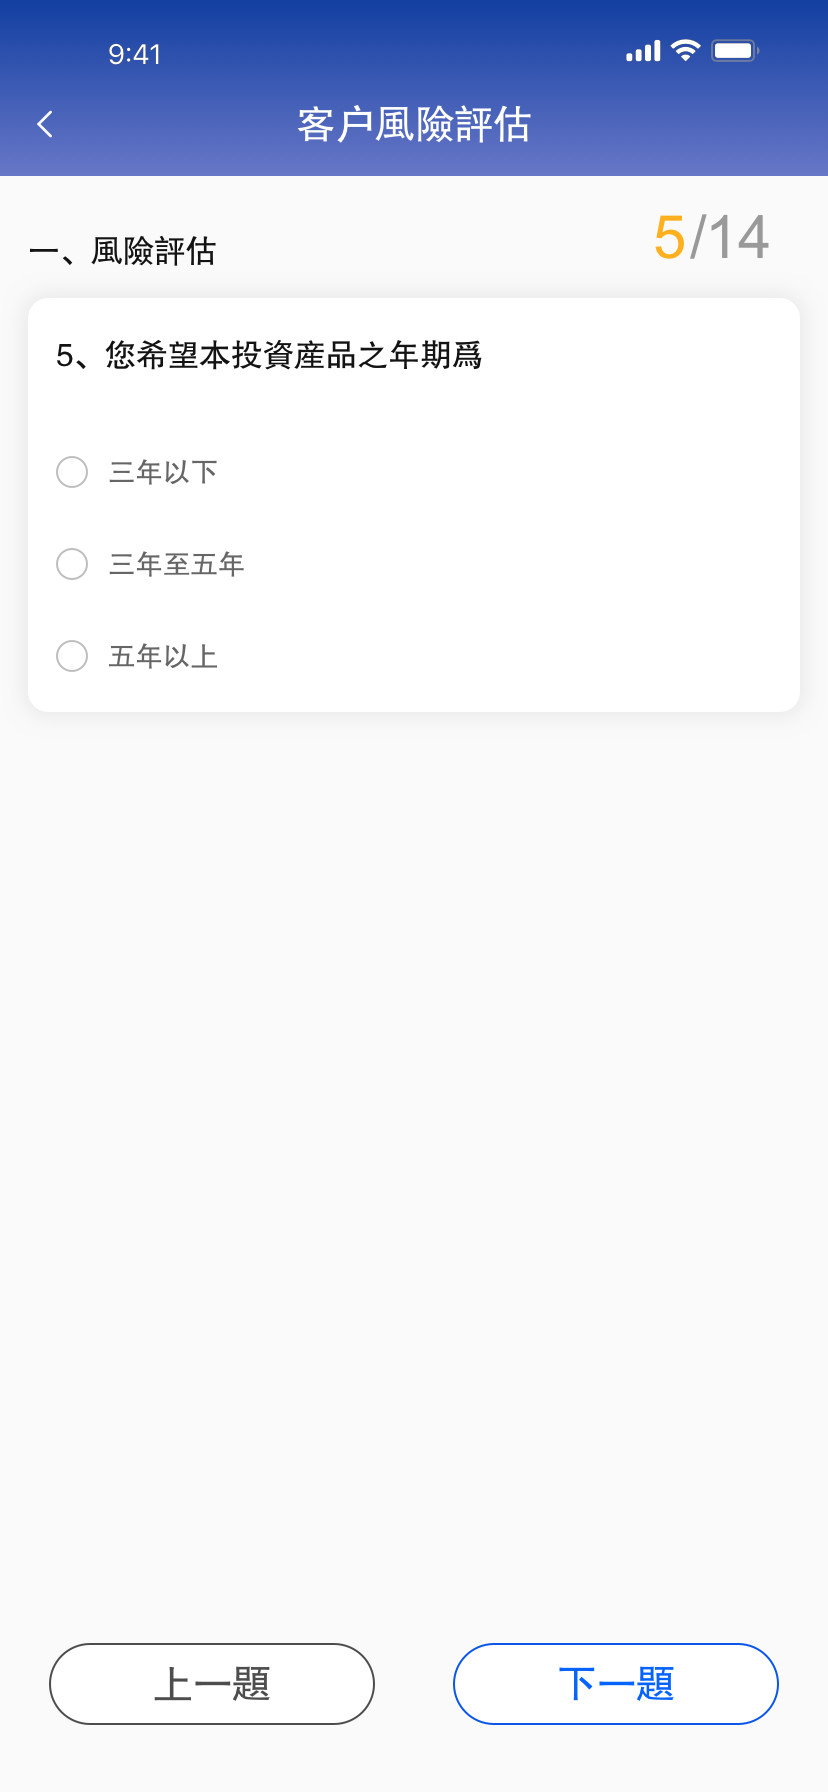 9:41
客户風險評估
一、風險評估
5/14
5、您希望本投資産品之年期爲
三年以下
三年至五年
五年以上
上一題
下一題